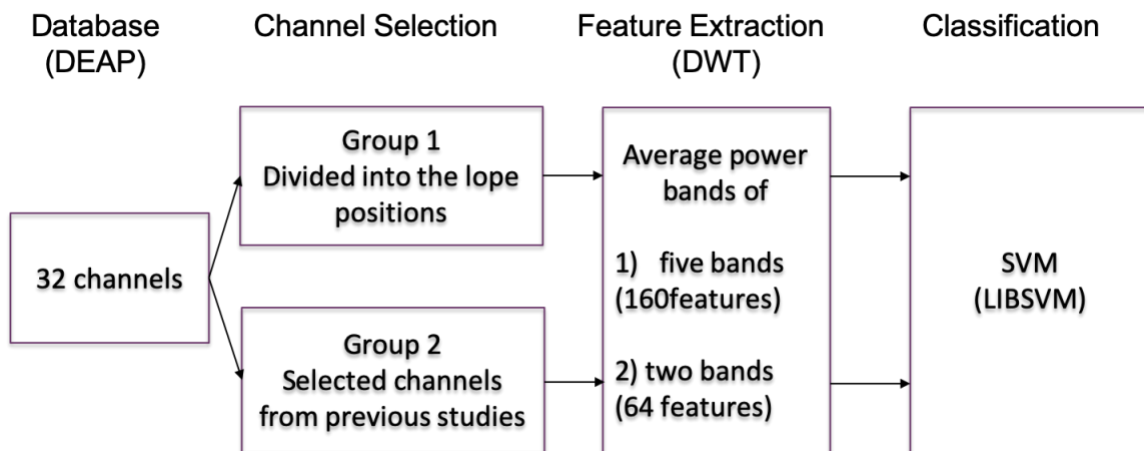 Database
(DEAP)
Channel Selection
Feature Extraction
(DWT)
Classification
32 channels
Group 1
Divided into the lope
positions
Group 2
Selected channels
from previous studies
Average power
bands of
1) five bands
(160features)
2) two bands
(64 features)
SVM
(LIBSVM)